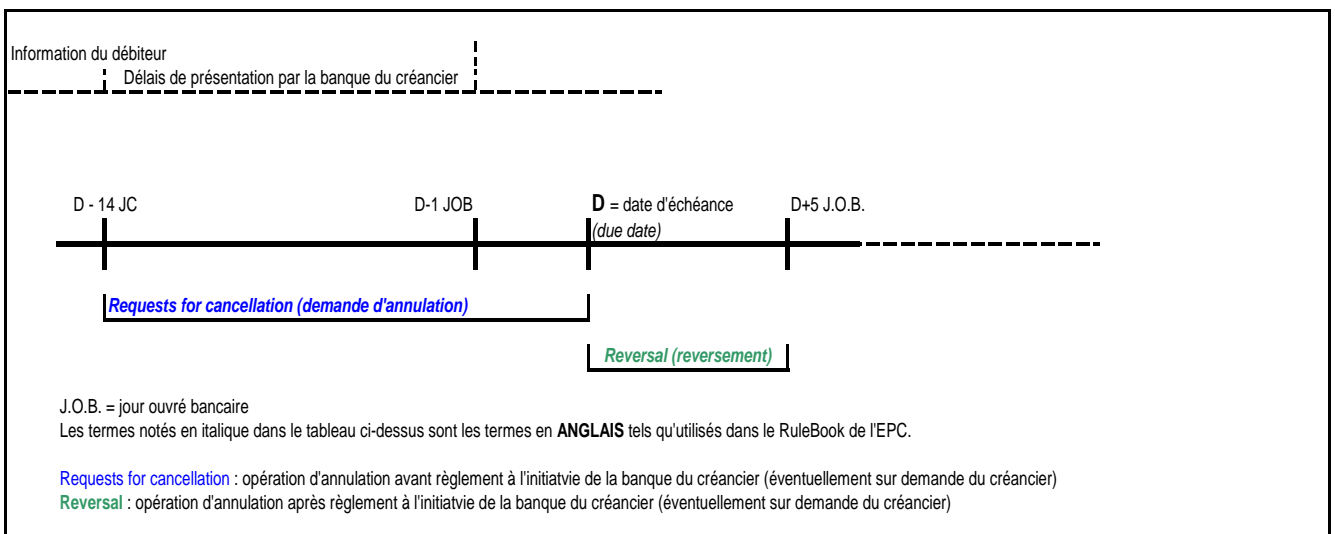 Information du débiteur
Délais de présentation par la banque du créancier
D - 14 JC
D-1 JOB
D = date d'échéance
D+5 J.O.B.
(due date)
Requests for cancellation (demande d'annulation)
Reversal (reversement)
J.O.B. = jour ouvré bancaire
Les termes notés en italique dans le tableau ci-dessus sont les termes en ANGLAIS tels qu'utilisés dans le RuleBook de l'EPC.
Requests for cancellation : opération d'annulation avant règlement à l'initiatvie de la banque du créancier (éventuellement sur demande du créancier)
Reversal : opération d'annulation après règlement à l'initiatvie de la banque du créancier (éventuellement sur demande du créancier)